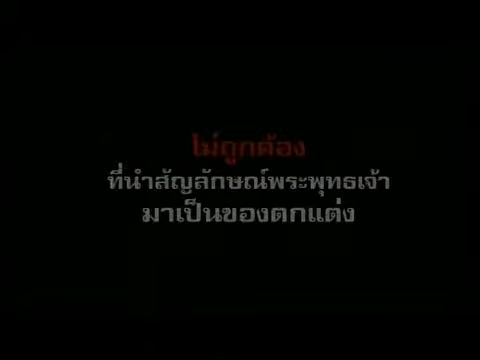 ไม่ถูกต้อง
ที่นำสัญลักษณ์พระพุทธเจ้า
มาเป็นของตกแต่ง